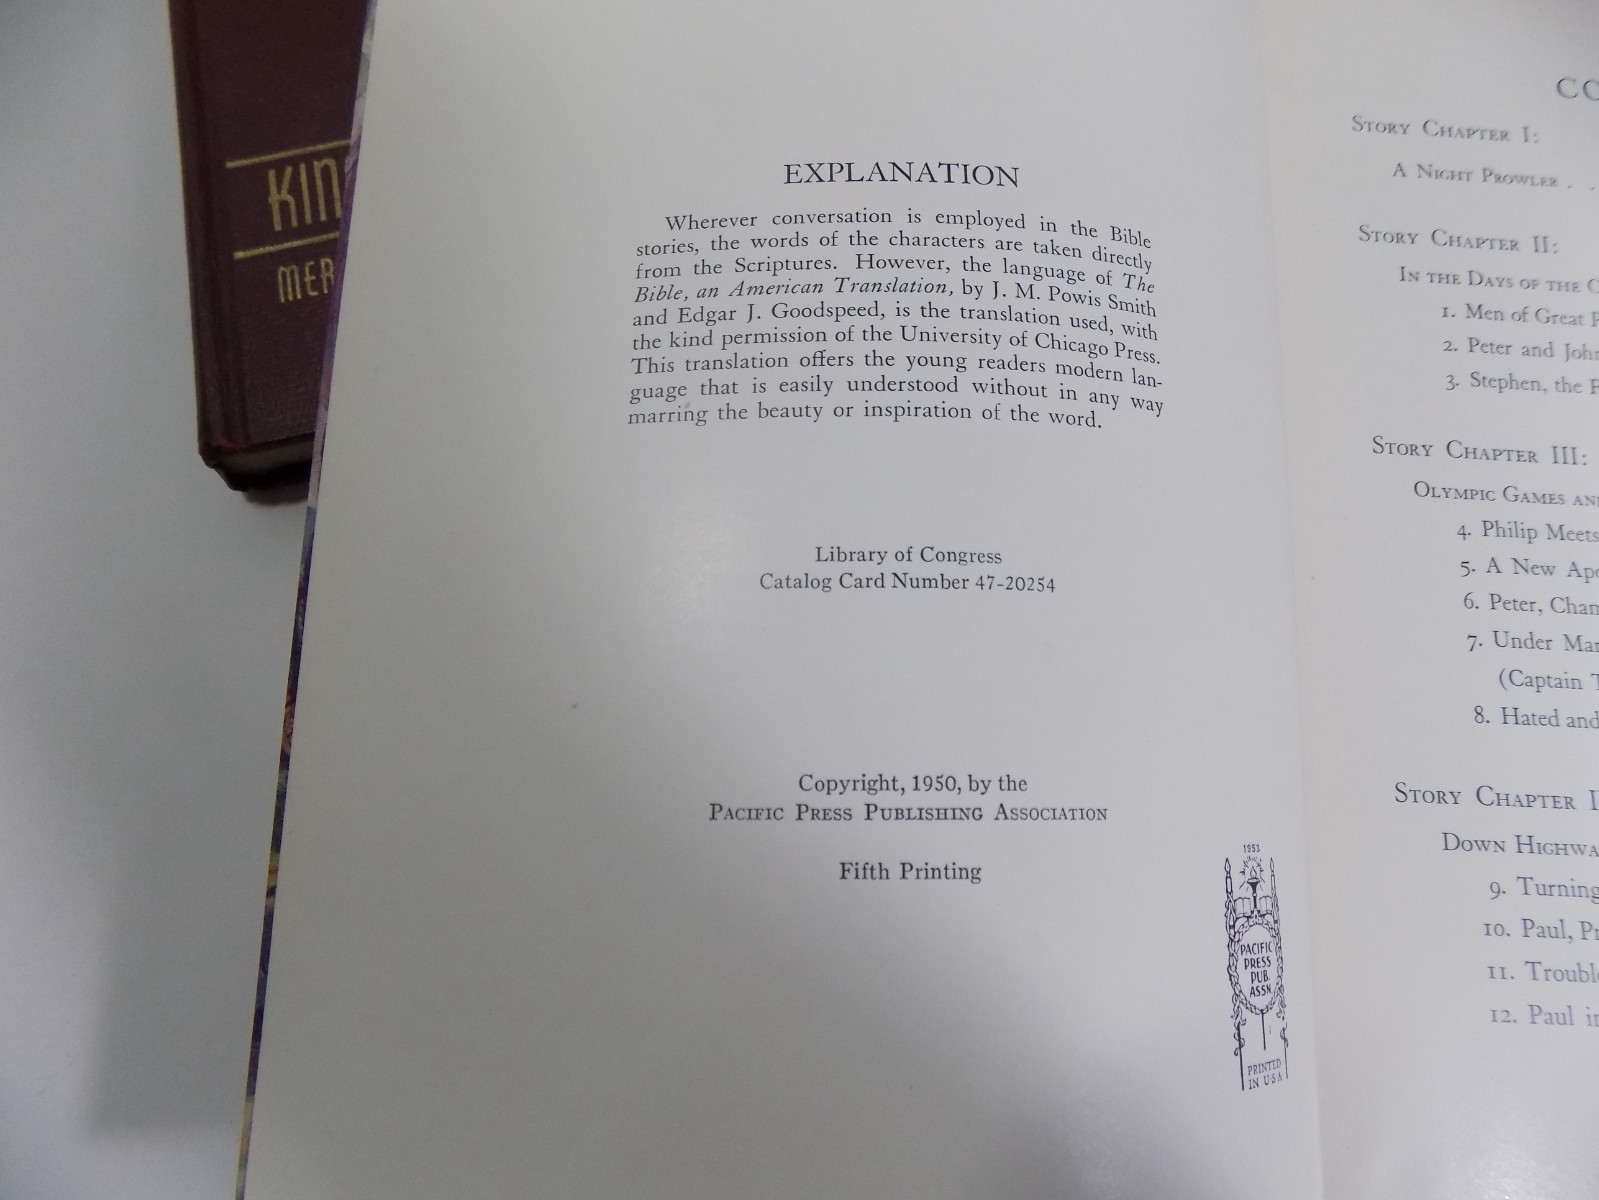 KIN
MER
EXPLANATION
Wherever conversation is employed in the Bible
stories, the words of the characters are taken directly
from the Scriptures. However, the language of The
Bible, an American Translation, by J. M. Powis Smith
and Edgar J. Goodspeed, is the translation used, with
the kind permission of the University of Chicago Press.
This translation offers the young readers modern lan-
guage that is easily understood without in any way
marring the beauty or inspiration of the word.
Library of Congress
Catalog Card Number 47-20254
Copyright, 1950, by the
PACIFIC PRESS PUBLISHING ASSOCIATION
Fifth Printing
1953
PACIFIC
PRESS
PUB.
ASSN.
PRINTED
IN U·S·A
CO
STORY CHAPTER I:
A NIGHT PROWLER . .
STORY CHAPTER II:
IN THE DAYS OF THE
1. Men of Great
2. Peter and John
3. Stephen, the
STORY CHAPTER III:
OLYMPIC GAMES AN
4. Philip Meets
5. A New Apo
6. Peter, Cham
7. Under Mar
(Captain T
8. Hated and
STORY CHAPTER I
DOWN HIGHWA
9. Turning
10. Paul, Pr
11. Trouble
12. Paul in